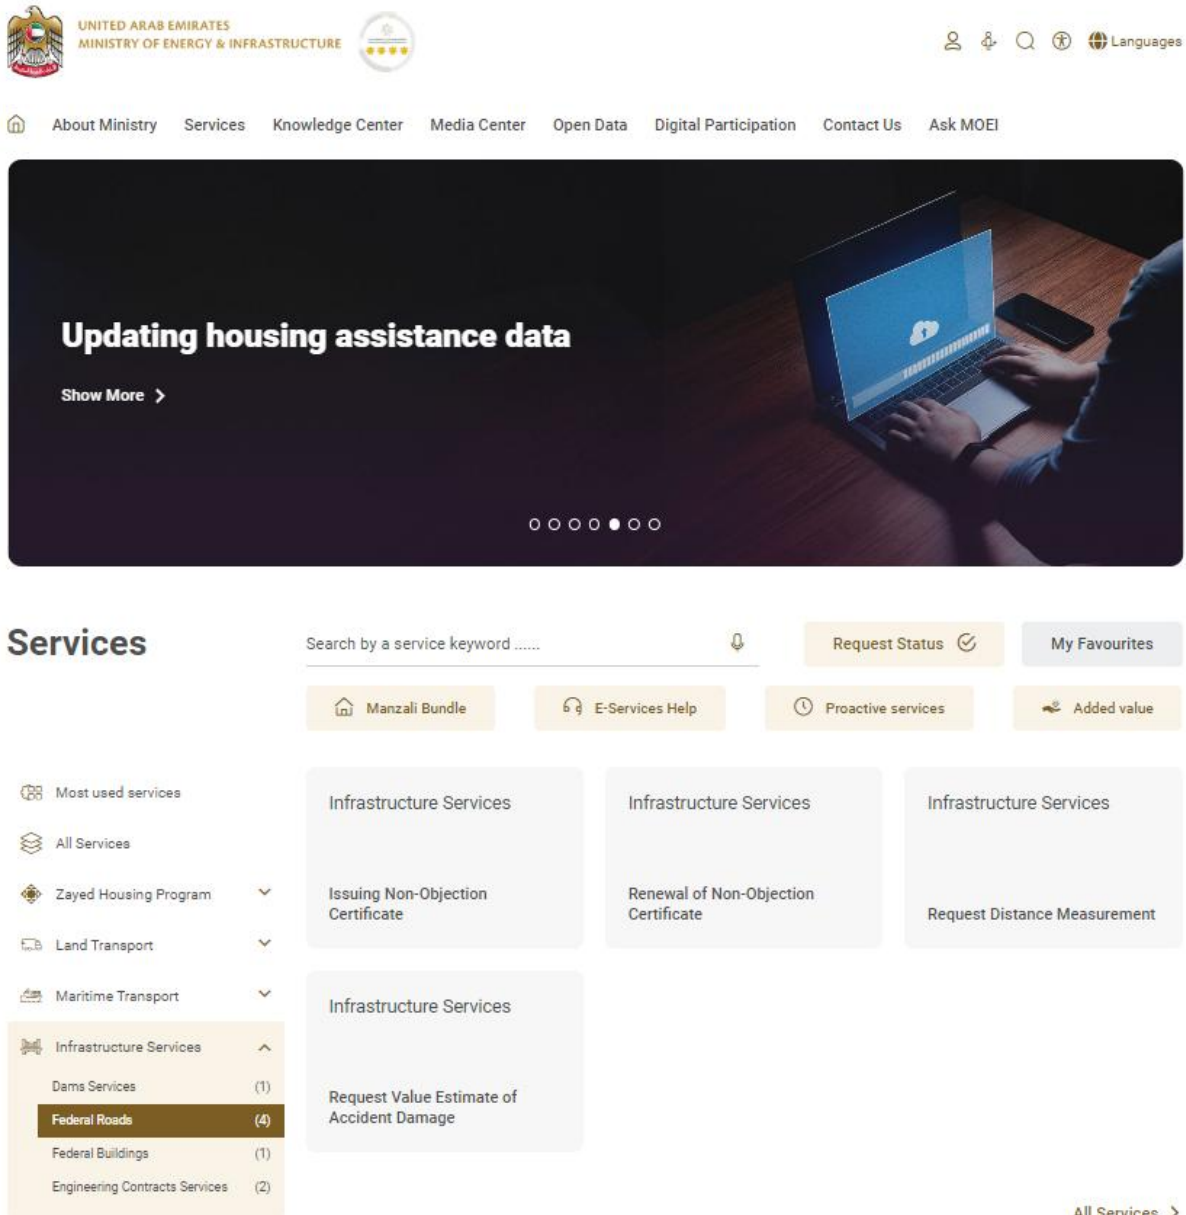 UNITED ARAB EMIRATES
MINISTRY OF ENERGY & INFRASTRUCTURE
Languages
About Ministry Services Knowledge Center Media Center Open Data Digital Participation Contact Us Ask MOEI
Updating housing assistance data
Show More
Services
Search by a service keyword ......
Request Status
My Favourites
Manzali Bundle
E-Services Help
Proactive services
Added value
Most used services
All Services
Zayed Housing Program
Land Transport
Maritime Transport
Infrastructure Services
Dams Services (1)
Federal Roads (4)
Federal Buildings (1)
Engineering Contracts Services (2)
Infrastructure Services
Issuing Non-Objection
Certificate
Infrastructure Services
Renewal of Non-Objection
Certificate
Infrastructure Services
Request Distance Measurement
Infrastructure Services
Request Value Estimate of
Accident Damage
All Services